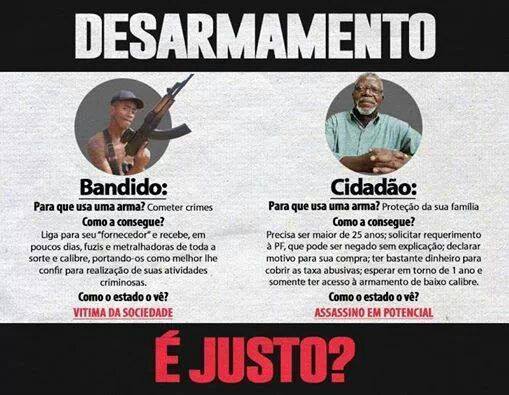 DESARMAMENTO
Bandido:
Para que usa uma arma? Cometer crimes
Como a consegue?
Liga para seu "fornecedor" e recebe, em
poucos dias, fuzis e metralhadoras de toda a
sorte e calibre, portando-os como melhor lhe
confir para realização de suas atividades
criminosas.
Como o estado o vê?
VITIMA DA SOCIEDADE
Cidadão:
Para que usa uma arma? Proteção da sua família
Como a consegue?
Precisa ser maior de 25 anos; solicitar requerimento
à PF, que pode ser negado sem explicação; declarar
motivo para sua compra; ter bastante dinheiro para
cobrir as taxa abusivas; esperar em torno de 1 ano e
somente ter acesso à armamento de baixo calibre.
Como o estado o vê?
ASSASSINO EM POTENCIAL
É JUSTO?